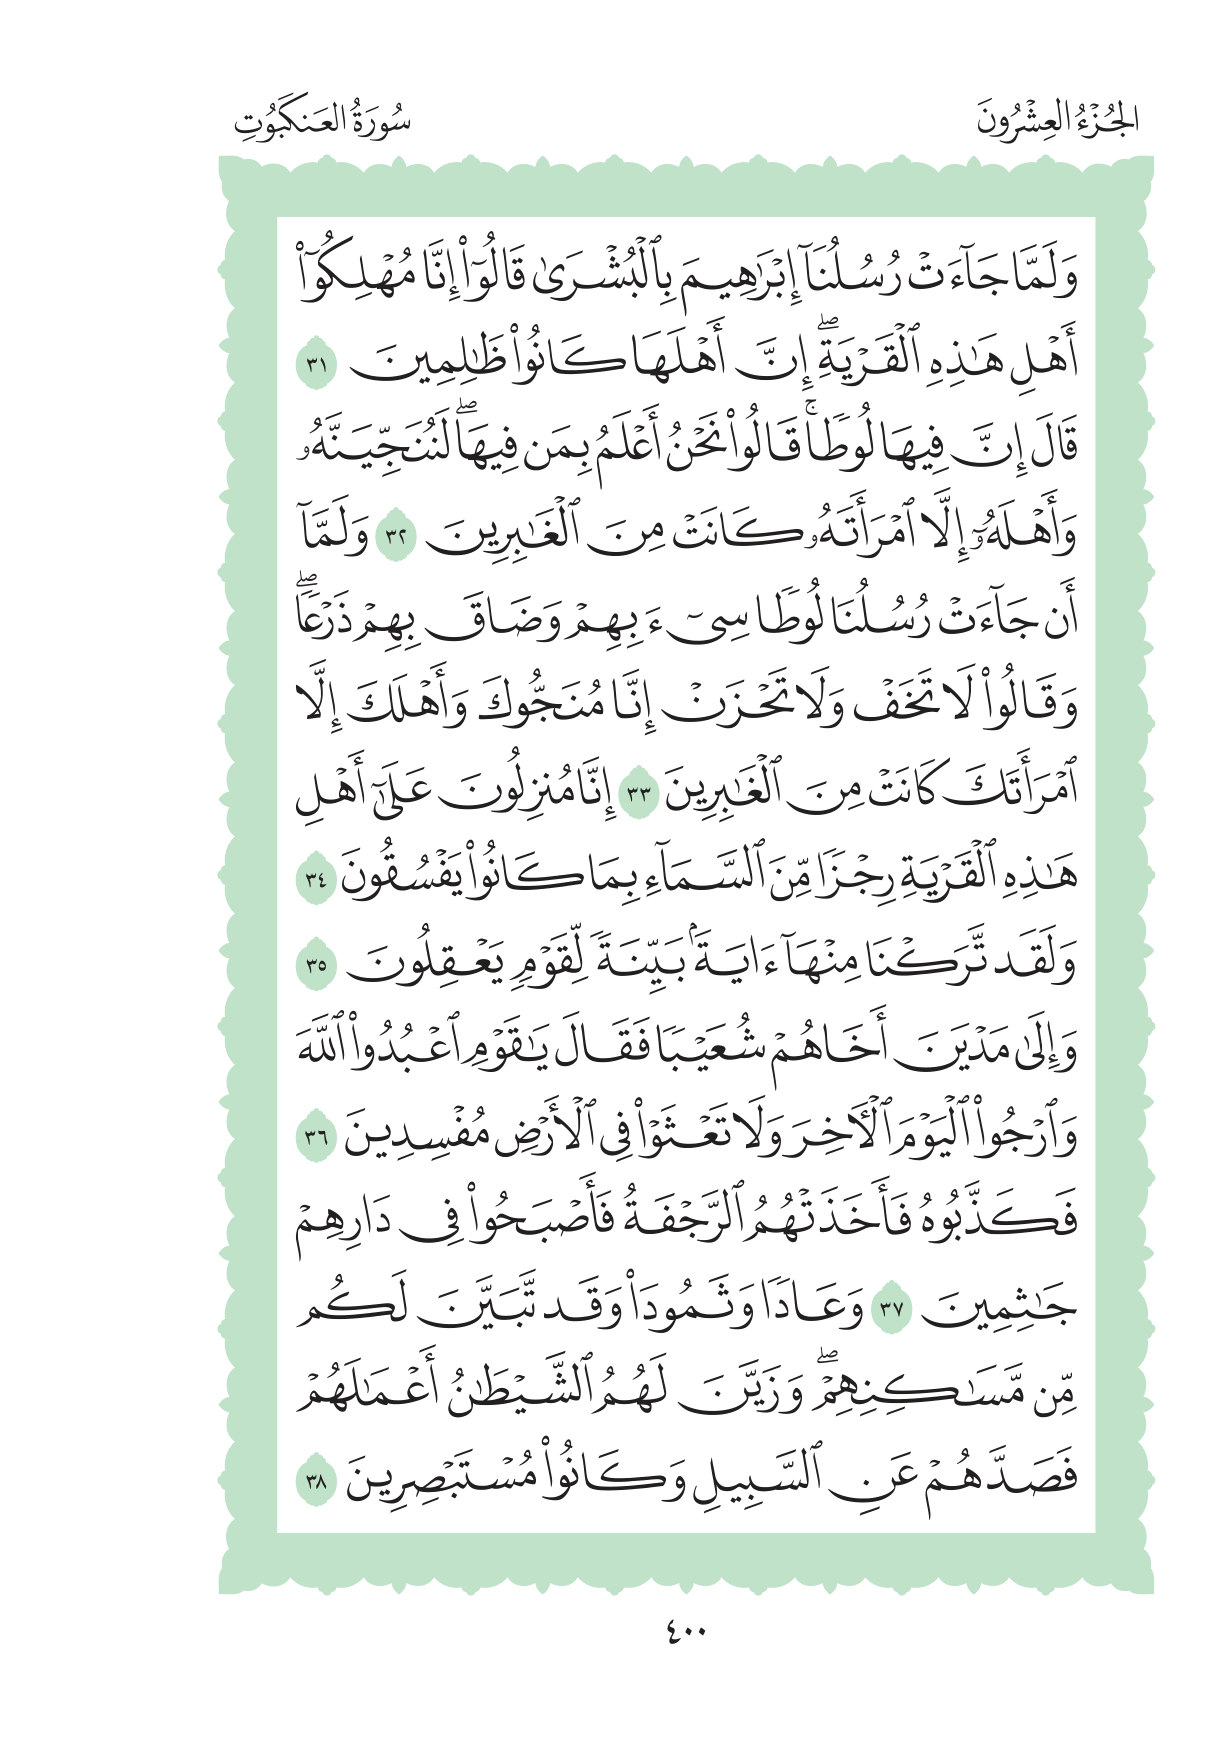 الجُزْءُ العِشْرُونَ
سُورَةُ العَنكَبُوتِ
وَلَمَّا جَآءَتْ رُسُلُنَآ إِبْرَٰهِيمَ بِٱلْبُشْرَىٰ قَالُوٓا۟ إِنَّا مُهْلِكُوٓا۟
أَهْلِ هَـٰذِهِ ٱلْقَرْيَةِۖ إِنَّ أَهْلَهَا كَانُوا۟ ظَـٰلِمِينَ ٣١
قَالَ إِنَّ فِيهَا لُوطًاۚ قَالُوا۟ نَحْنُ أَعْلَمُ بِمَن فِيهَاۖ لَنُنَجِّيَنَّهُۥ
وَأَهْلَهُۥٓ إِلَّا ٱمْرَأَتَهُۥ كَانَتْ مِنَ ٱلْغَـٰبِرِينَ ٣٢ وَلَمَّآ
أَن جَآءَتْ رُسُلُنَا لُوطًا سِىٓءَ بِهِمْ وَضَاقَ بِهِمْ ذَرْعًاۖ
وَقَالُوا۟ لَا تَخَفْ وَلَا تَحْزَنْ إِنَّا مُنَجُّوكَ وَأَهْلَكَ إِلَّا
ٱمْرَأَتَكَ كَانَتْ مِنَ ٱلْغَـٰبِرِينَ ٣٣ إِنَّا مُنزِلُونَ عَلَىٰٓ أَهْلِ
هَـٰذِهِ ٱلْقَرْيَةِ رِجْزًا مِّنَ ٱلسَّمَآءِ بِمَا كَانُوا۟ يَفْسُقُونَ ٣٤
وَلَقَد تَّرَكْنَا مِنْهَآ ءَايَةًۢ بَيِّنَةً لِّقَوْمٍ يَعْقِلُونَ ٣٥
وَإِلَىٰ مَدْيَنَ أَخَاهُمْ شُعَيْبًا فَقَالَ يَـٰقَوْمِ ٱعْبُدُوا۟ ٱللَّهَ
وَٱرْجُوا۟ ٱلْيَوْمَ ٱلْـَٔاخِرَ وَلَا تَعْثَوْا۟ فِى ٱلْأَرْضِ مُفْسِدِينَ ٣٦
فَكَذَّبُوهُ فَأَخَذَتْهُمُ ٱلرَّجْفَةُ فَأَصْبَحُوا۟ فِى دَارِهِمْ
جَـٰثِمِينَ ٣٧ وَعَادًا وَثَمُودَا۟ وَقَد تَّبَيَّنَ لَكُم
مِّن مَّسَـٰكِنِهِمْۖ وَزَيَّنَ لَهُمُ ٱلشَّيْطَـٰنُ أَعْمَـٰلَهُمْ
فَصَدَّهُمْ عَنِ ٱلسَّبِيلِ وَكَانُوا۟ مُسْتَبْصِرِينَ ٣٨
٤٠٠